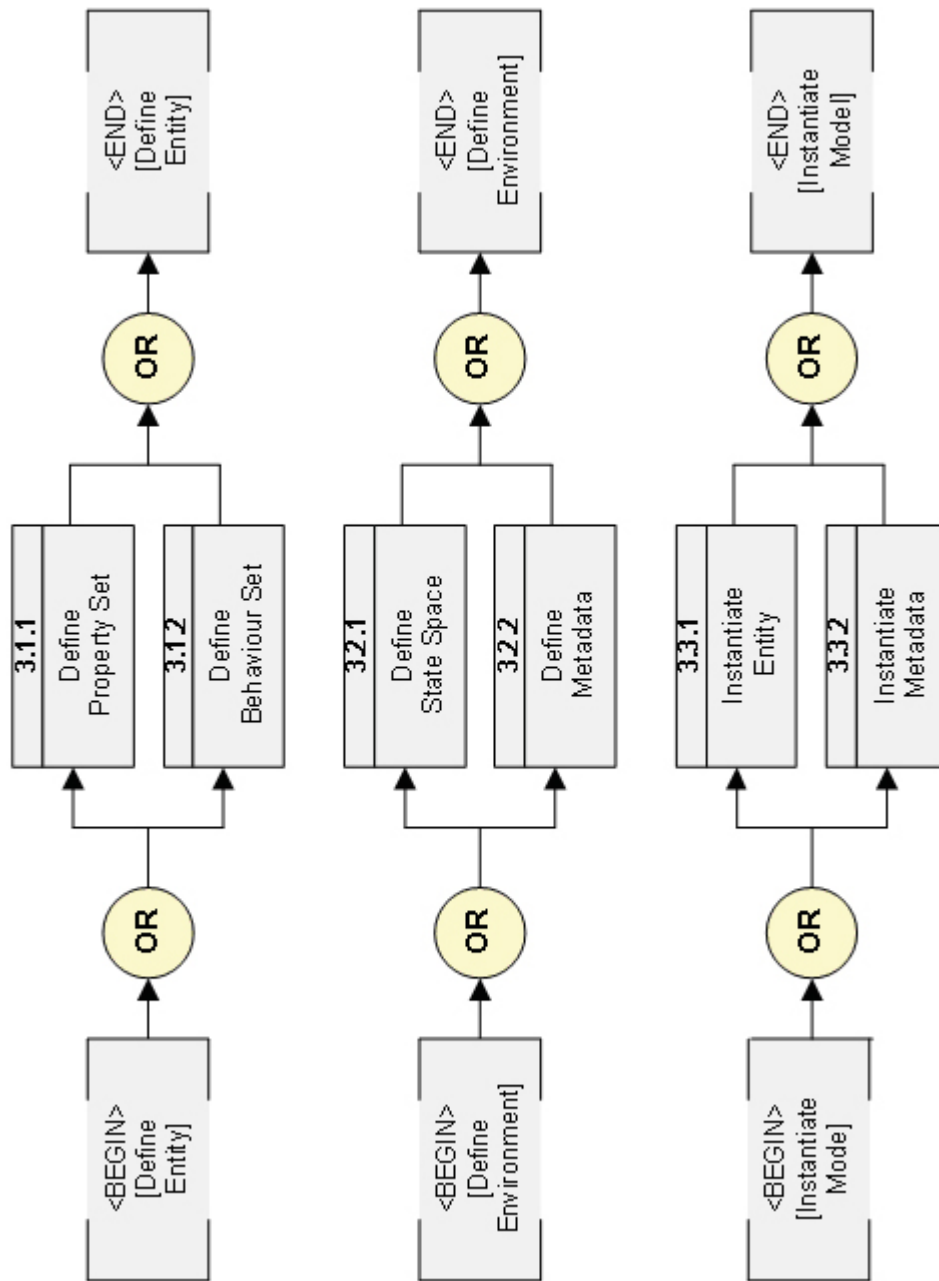 <BEGIN>
[Define
Entity]
OR
3.1.1
Define
Property Set
3.1.2
Define
Behaviour Set
OR
<END>
[Define
Entity]
<BEGIN>
[Define
Environment]
OR
3.2.1
Define
State Space
3.2.2
Define
Metadata
OR
<END>
[Define
Environment]
<BEGIN>
[Instantiate
Mode]
OR
3.3.1
Instantiate
Entity
3.3.2
Instantiate
Metadata
OR
<END>
[Instantiate
Model]